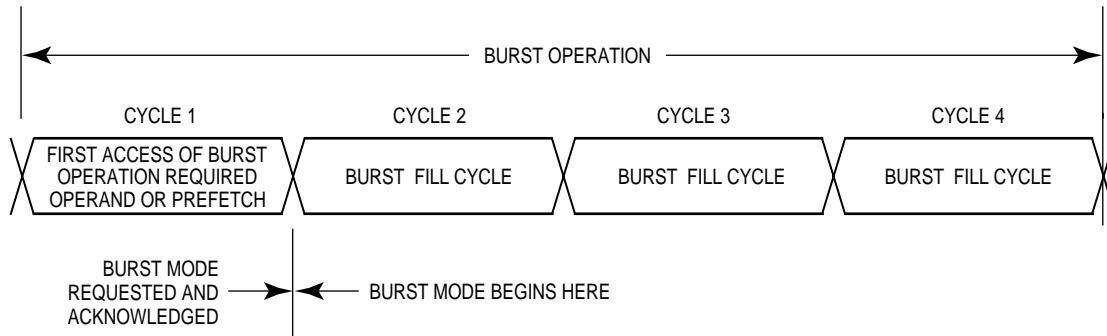 BURST OPERATION
CYCLE 1
CYCLE 2
CYCLE 3
CYCLE 4
FIRST ACCESS OF BURST
OPERATION REQUIRED
OPERAND OR PREFETCH
BURST FILL CYCLE
BURST FILL CYCLE
BURST FILL CYCLE
BURST MODE
REQUESTED AND
ACKNOWLEDGED
BURST MODE BEGINS HERE